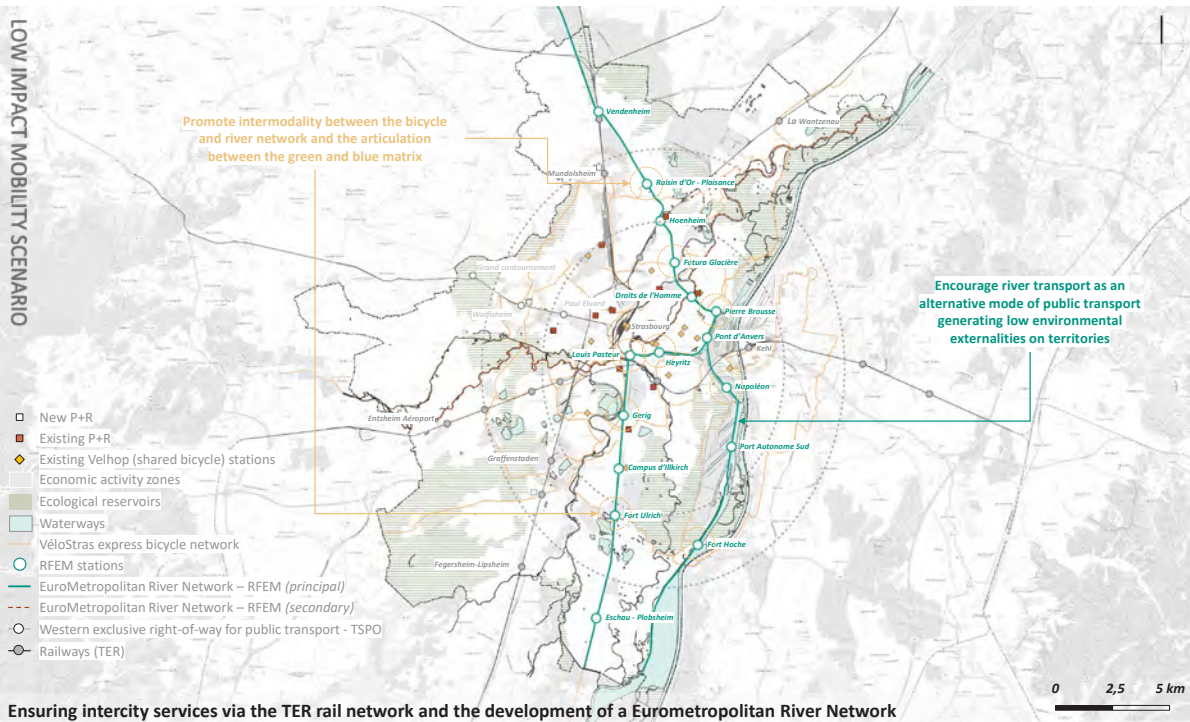 LOW IMPACT MOBILITY SCENARIO
Promote intermodality between the bicycle
and river network and the articulation
between the green and blue matrix
Vendenheim
La Wantzenau
Mundolsheim
Raisin d'Or - Plaisance
Hoenheim
Grand contournement
Futura Glacière
Droits de l'Homme
Paul Eluard
Wolfisheim
Pierre Brousse
Strasbourg
Pont d'Anvers
Kehl
Louis Pasteur
Heyritz
Encourage river transport as an
alternative mode of public transport
generating low environmental
externalities on territories
Napoléon
Entzheim Aéroport
Gerig
Port Autonome Sud
Graffenstaden
Campus d'Illkirch
Fort Ulrich
Fort Hoche
Fegersheim-Lipsheim
Eschau - Plobsheim
New P+R
Existing P+R
Existing Velhop (shared bicycle) stations
Economic activity zones
Ecological reservoirs
Waterways
VéloStras express bicycle network
RFEM stations
EuroMetropolitan River Network – RFEM (principal)
EuroMetropolitan River Network – RFEM (secondary)
Western exclusive right-of-way for public transport - TSPO
Railways (TER)
0 2,5 5 km
Ensuring intercity services via the TER rail network and the development of a Eurometropolitan River Network